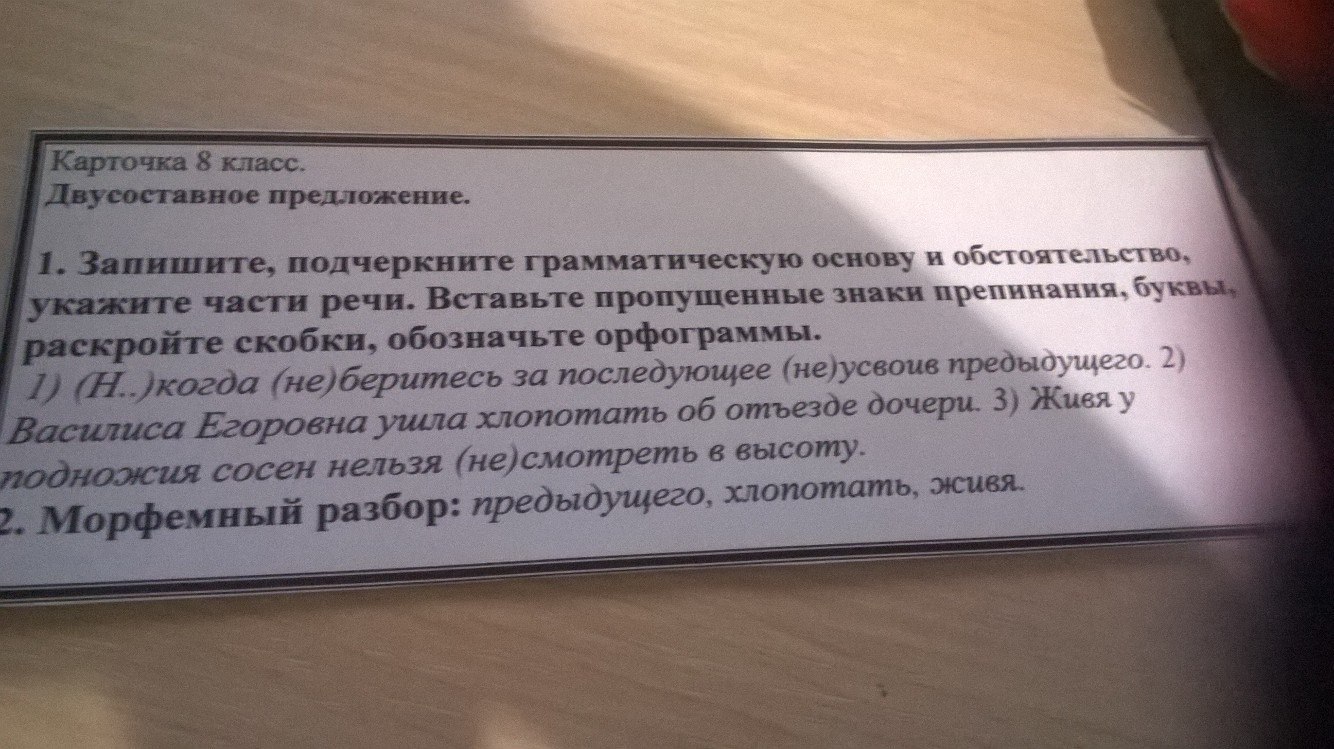 Карточка 8 класс.
Двусоставное предложение.
1. Запишите, подчеркните грамматическую основу и обстоятельство,
укажите части речи. Вставьте пропущенные знаки препинания, буквы,
раскройте скобки, обозначьте орфограммы.
1) (Н..)когда (не)беритесь за последующее (не)усвоив предыдущего. 2)
Василиса Егоровна ушла хлопотать об отъезде дочери. 3) Живя у
подножия сосен нельзя (не)смотреть в высоту.
2. Морфемный разбор: предыдущего, хлопотать, живя.